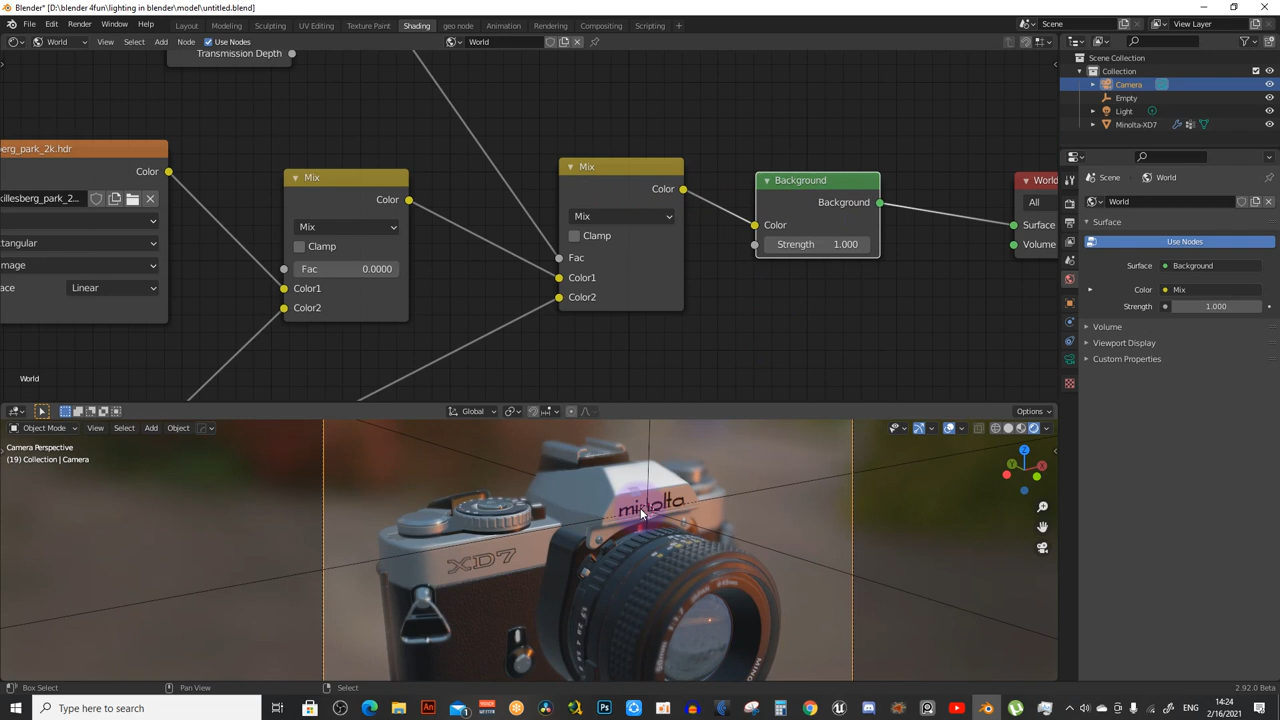 Blender* [D:\blender 4fun\lighting in blender\model\untitled.blend]
File Edit Render Window Help Layout Modeling Sculpting UV Editing Texture Paint Shading geo node Animation Rendering Compositing Scripting + Scene View Layer
World View Select Add Node Use Nodes World
Transmission Depth
erg_park_2k.hdr
Color
killesberg_park_2...
ctangular
mage
ace Linear
Mix
Color
Mix
Clamp
Fac 0.0000
Color1
Color2
Mix
Color
Mix
Clamp
Fac
Color1
Color2
Background
Background
Color
Strength 1.000
World
All
Surface
Volume
World
Scene Collection
Collection
Camera
Empty
Light
Minolta-XD7
Scene > World
World
Surface
Use Nodes
Surface Background
Color Mix
Strength 1.000
Volume
Viewport Display
Custom Properties
Global Options
Object Mode View Select Add Object
Camera Perspective
(19) Collection | Camera
minolta
XD7
Z
Y
X
Box Select Pan View Select 2.92.0 Beta
Type here to search
14:24
2/16/2021